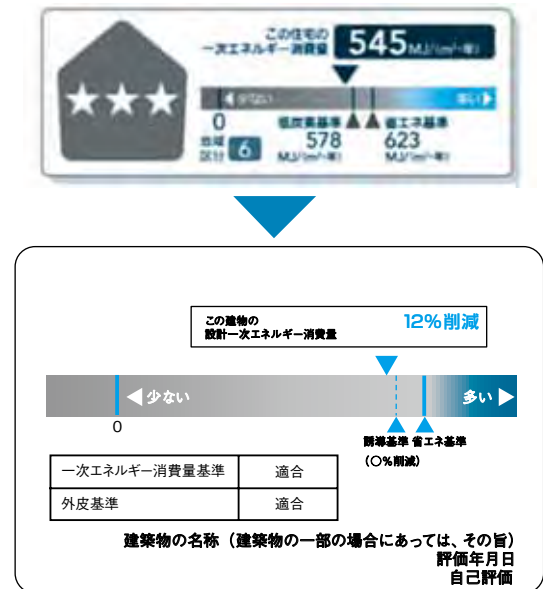 この住宅の
一次エネルギー消費量 545 MJ/(㎡・年)
少ない 多い
0 低炭素基準 省エネ基準
地域区分 6 578 623
MJ/(㎡・年) MJ/(㎡・年)
この建物の
設計一次エネルギー消費量 12%削減
少ない 多い
0
誘導基準 省エネ基準
(○%削減)
一次エネルギー消費量基準 適合
外皮基準 適合
建築物の名称（建築物の一部の場合にあっては、その旨）
評価年月日
自己評価